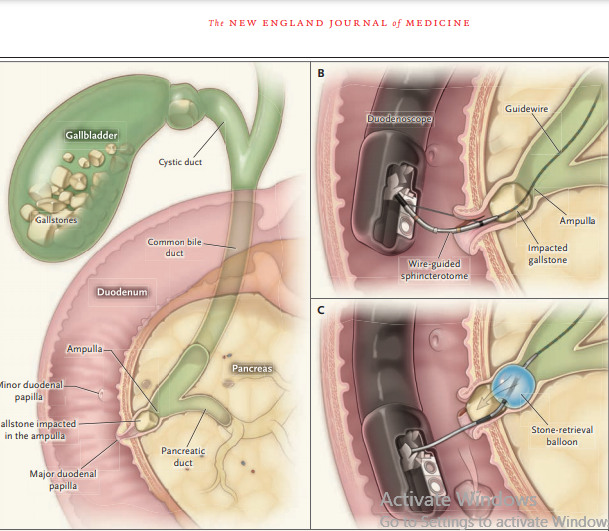 The NEW ENGLAND JOURNAL of MEDICINE
Gallbladder
Cystic duct
Gallstones
Common bile
duct
Duodenum
Ampulla
Pancreas
Minor duodenal
papilla
allstone impacted
in the ampulla
Pancreatic
duct
Major duodenal
papilla
B
Duodenoscope
Guidewire
Ampulla
Impacted
gallstone
Wire-guided
sphincterotome
C
Stone-retrieval
balloon
Activate Windows
Go to Settings to activate Window